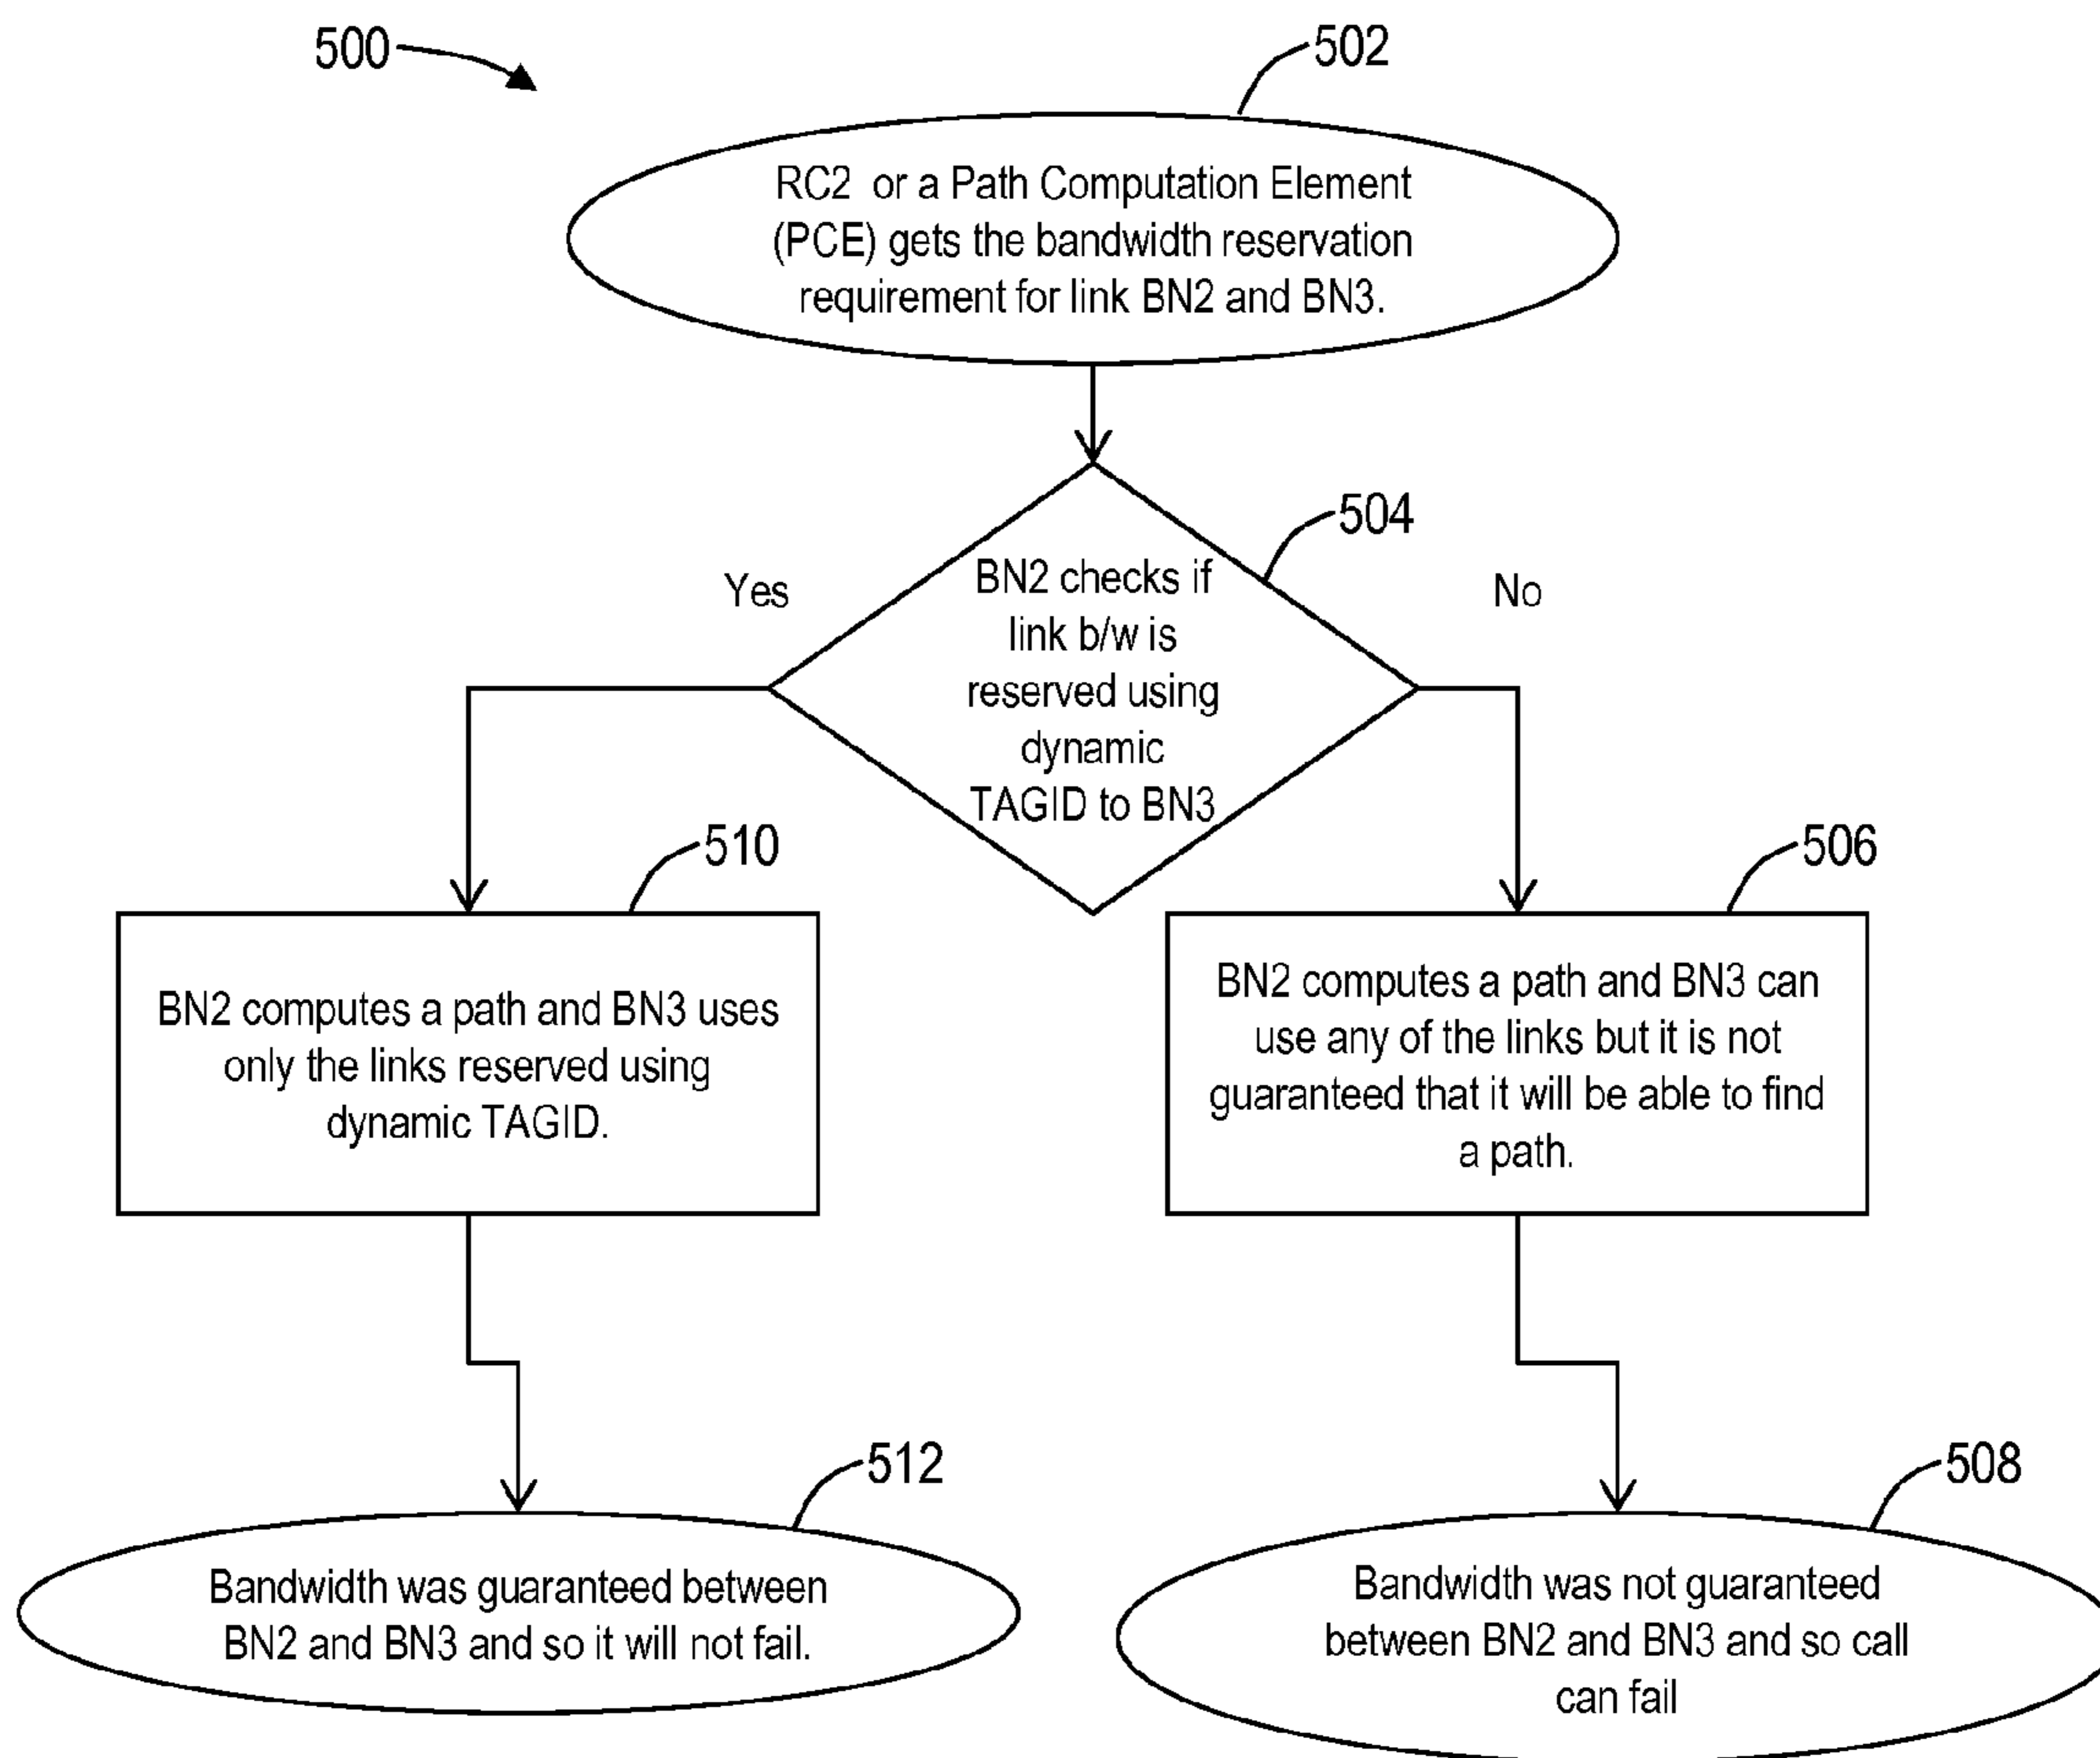 500
502
RC2 or a Path Computation Element
(PCE) gets the bandwidth reservation
requirement for link BN2 and BN3.
504
Yes
No
BN2 checks if
link b/w is
reserved using
dynamic
TAGID to BN3
510
506
BN2 computes a path and BN3 uses
only the links reserved using
dynamic TAGID.
BN2 computes a path and BN3 can
use any of the links but it is not
guaranteed that it will be able to find
a path.
512
508
Bandwidth was guaranteed between
BN2 and BN3 and so it will not fail.
Bandwidth was not guaranteed
between BN2 and BN3 and so call
can fail